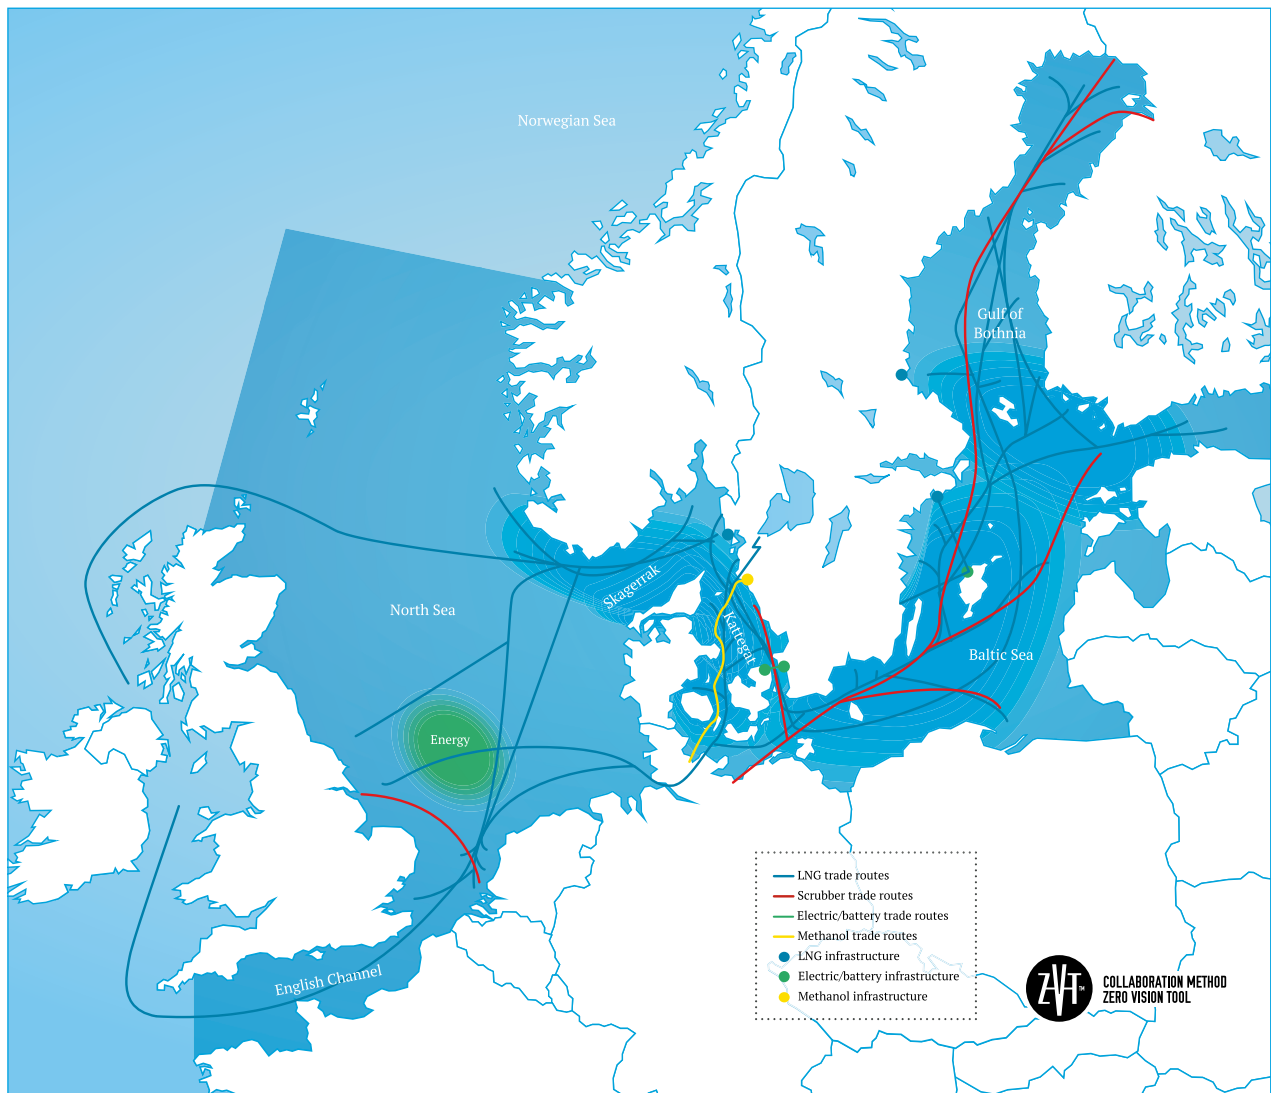 Norwegian Sea
Gulf of
Bothnia
Skagerrak
North Sea
Kattegat
Baltic Sea
Energy
English Channel
LNG trade routes
Scrubber trade routes
Electric/battery trade routes
Methanol trade routes
LNG infrastructure
Electric/battery infrastructure
Methanol infrastructure
ZVT™
COLLABORATION METHOD
ZERO VISION TOOL